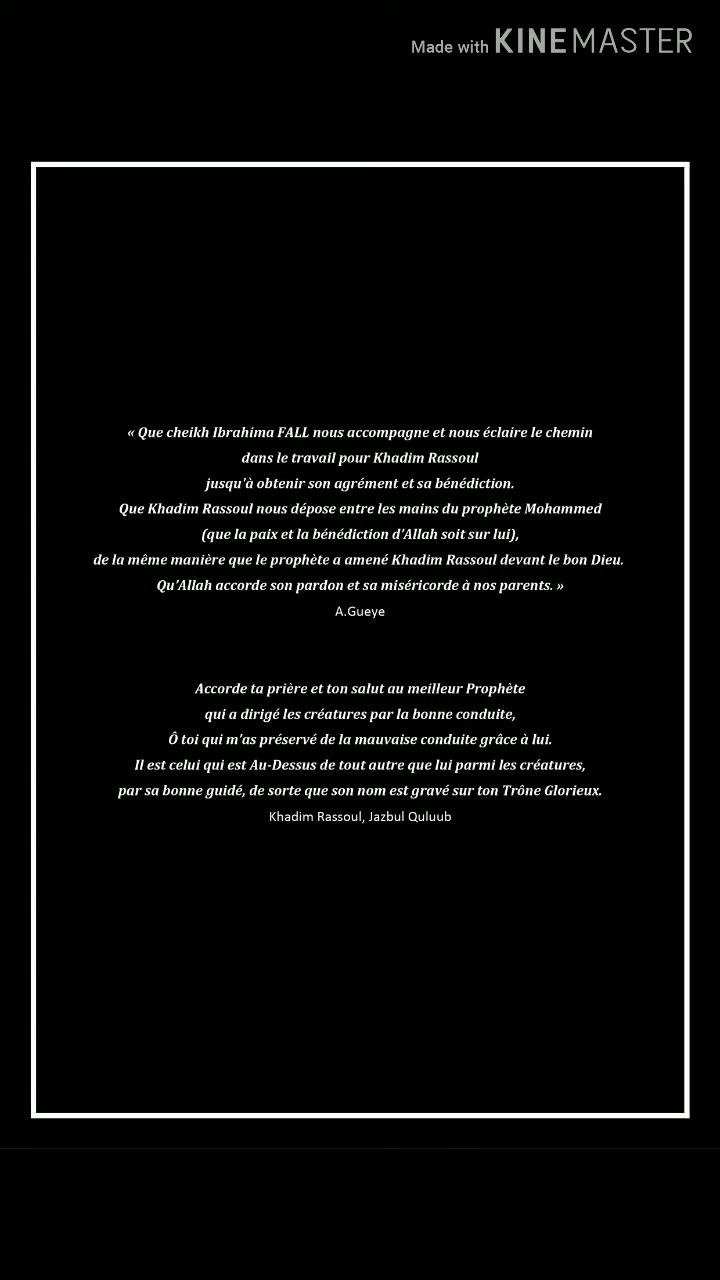 Made with KINEMASTER
« Que cheikh Ibrahima FALL nous accompagne et nous éclaire le chemin
dans le travail pour Khadim Rassoul
jusqu'à obtenir son agrément et sa bénédiction.
Que Khadim Rassoul nous dépose entre les mains du prophète Mohammed
(que la paix et la bénédiction d'Allah soit sur lui),
de la même manière que le prophète a amené Khadim Rassoul devant le bon Dieu.
Qu'Allah accorde son pardon et sa miséricorde à nos parents. »
A.Gueye
Accorde ta prière et ton salut au meilleur Prophète
qui a dirigé les créatures par la bonne conduite,
Ô toi qui m'as préservé de la mauvaise conduite grâce à lui.
Il est celui qui est Au-Dessus de tout autre que lui parmi les créatures,
par sa bonne guidé, de sorte que son nom est gravé sur ton Trône Glorieux.
Khadim Rassoul, Jazbul Quluub